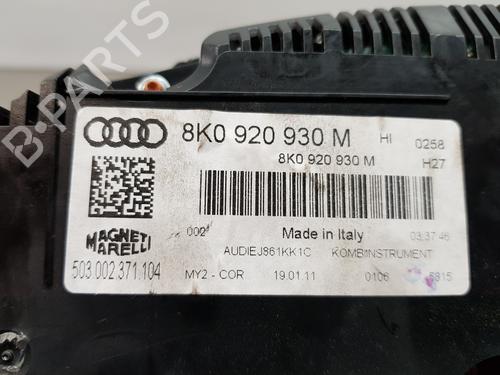 B-PARTS
8K0 920 930 M HI 0258
8K0 920 930 M H27
002
Made in Italy 03:37:46
MAGNETI
MARELLI
AUDIEJ861KK1C KOMBIINSTRUMENT
503.002.371.104 MY2 - COR 19.01.11 0106 5815